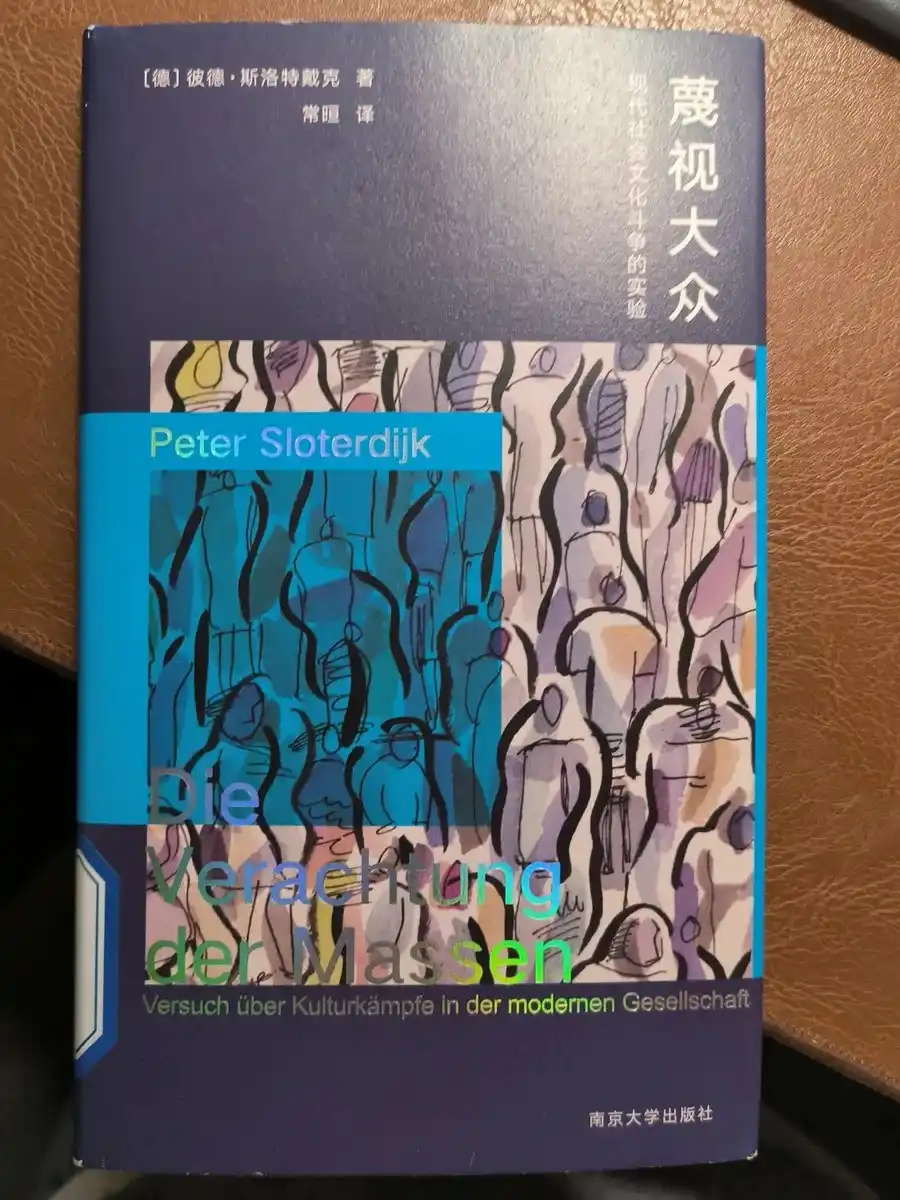 [德] 彼德·斯洛特戴克 著
常晅 译
蔑视大众
现代社会文化斗争的实验
Peter Sloterdijk
Die
Verachtung
der Massen
Versuch über Kulturkämpfe in der modernen Gesellschaft
南京大学出版社